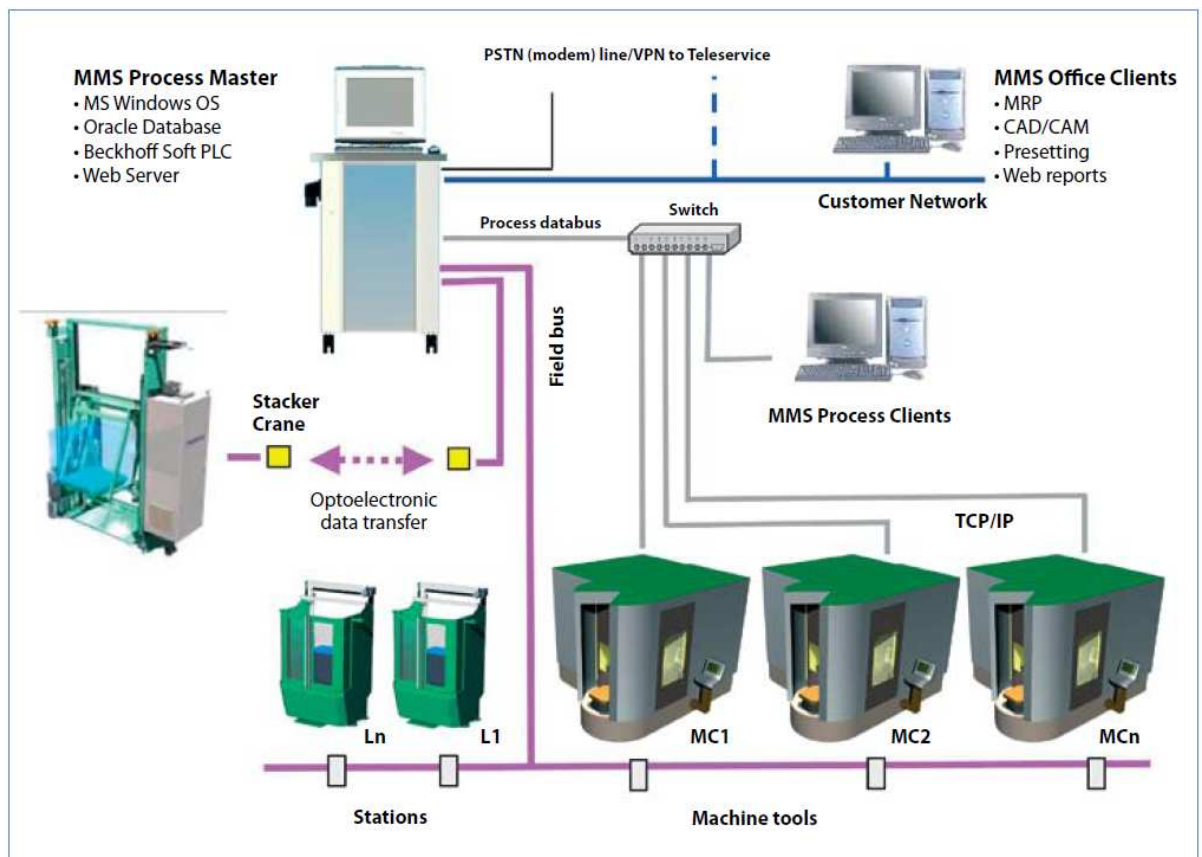 PSTN (modem) line/VPN to Teleservice
MMS Process Master
• MS Windows OS
• Oracle Database
• Beckhoff Soft PLC
• Web Server
MMS Office Clients
• MRP
• CAD/CAM
• Presetting
• Web reports
Customer Network
Switch
Process databus
Field bus
MMS Process Clients
Stacker
Crane
Optoelectronic
data transfer
TCP/IP
Ln
L1
MC1
MC2
MCn
Stations
Machine tools